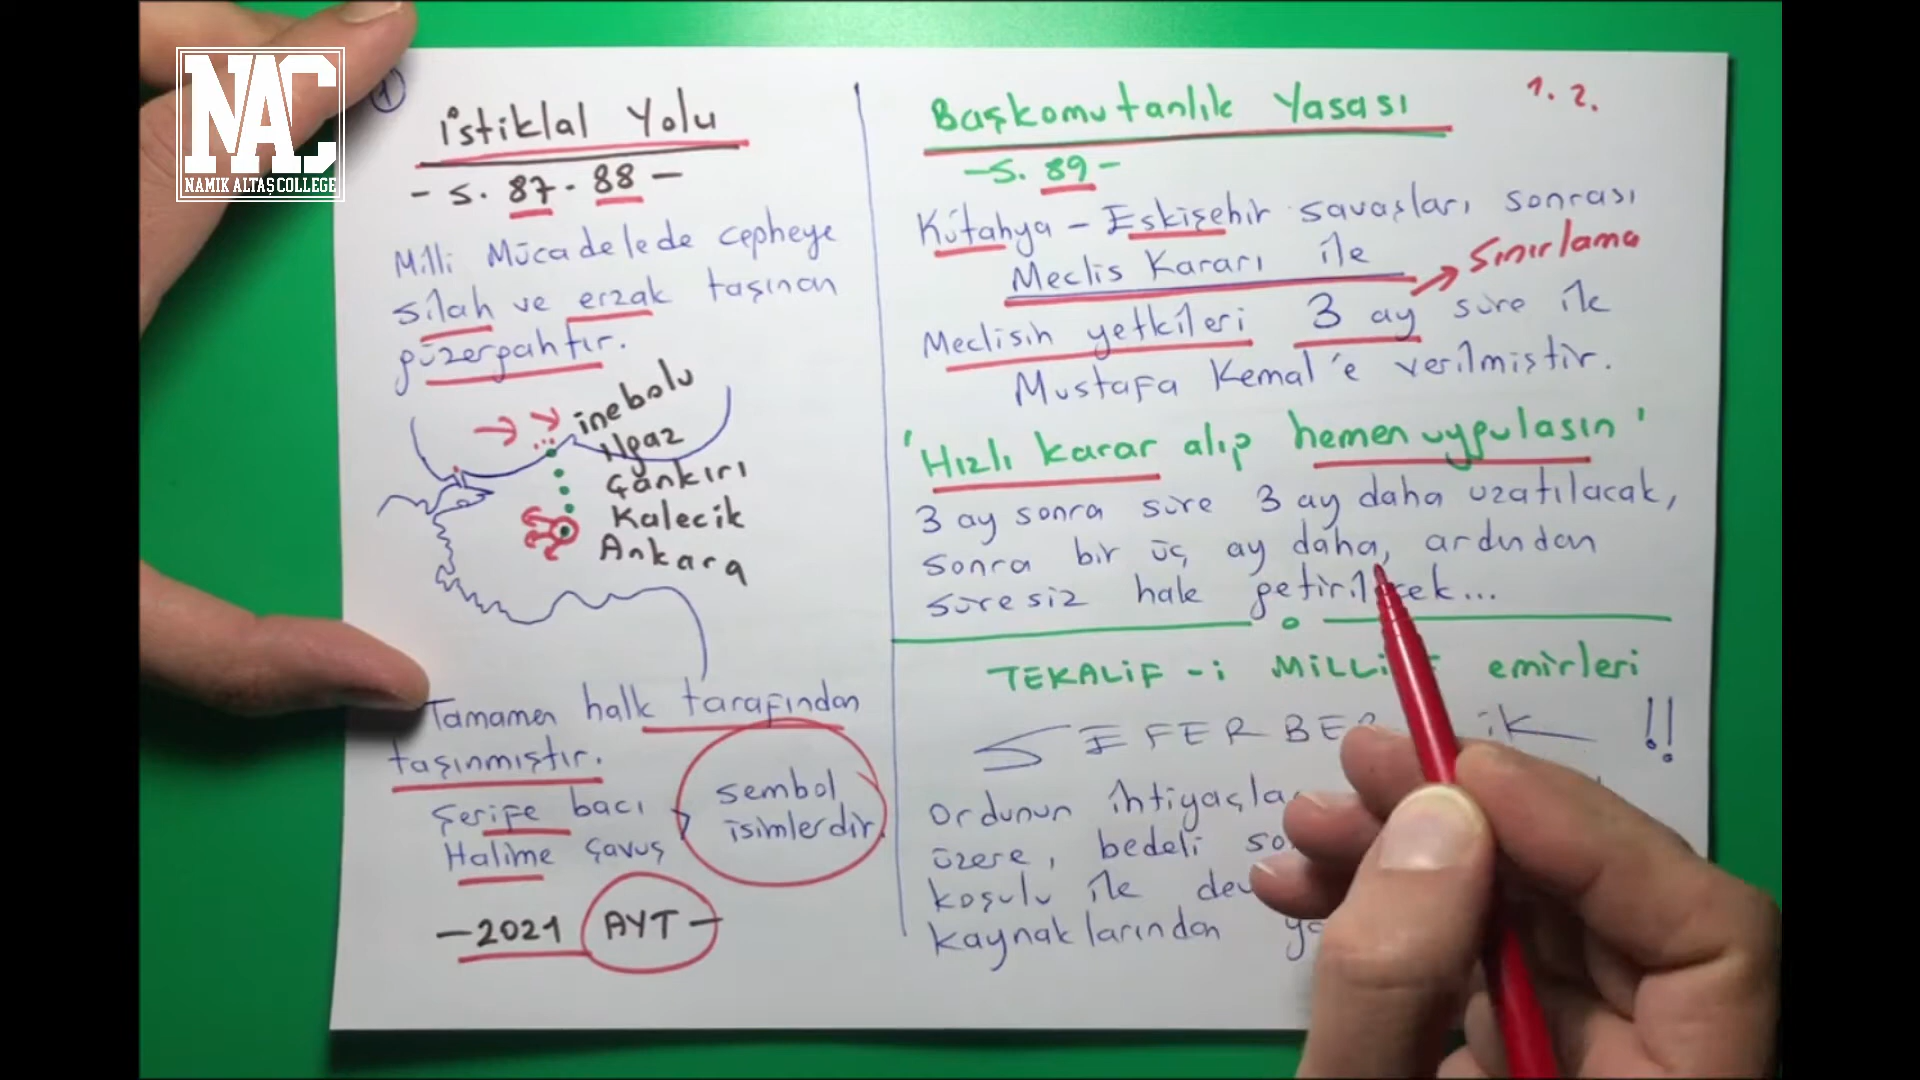 NAC
NAMIK ALTAŞ COLLEGE
1
istiklal Yolu
- S. 87 - 88 -
Milli Mücadelede cepheye
silah ve erzak taşınan
güzergahtır.
inebolu
Ilgaz
Çankırı
Kalecik
Ankara
Tamamen halk tarafından
taşınmıştır.
Şerife bacı
Halime Çavuş
sembol
isimlerdir.
- 2021 AYT -
Başkomutanlık Yasası
1. 2.
- S. 89 -
Kütahya - Eskişehir savaşları sonrası
Meclis Kararı ile
Sınırlama
Meclisin yetkileri 3 ay süre ile
Mustafa Kemal'e verilmiştir.
'Hızlı karar alıp hemen uygulasın'
3 ay sonra süre 3 ay daha uzatılacak,
sonra bir üç ay daha, ardından
süresiz hale
TEKALİF - i emirleri
!!
Ordunun
üzere, bedeli
koşulu ile
kaynaklarından